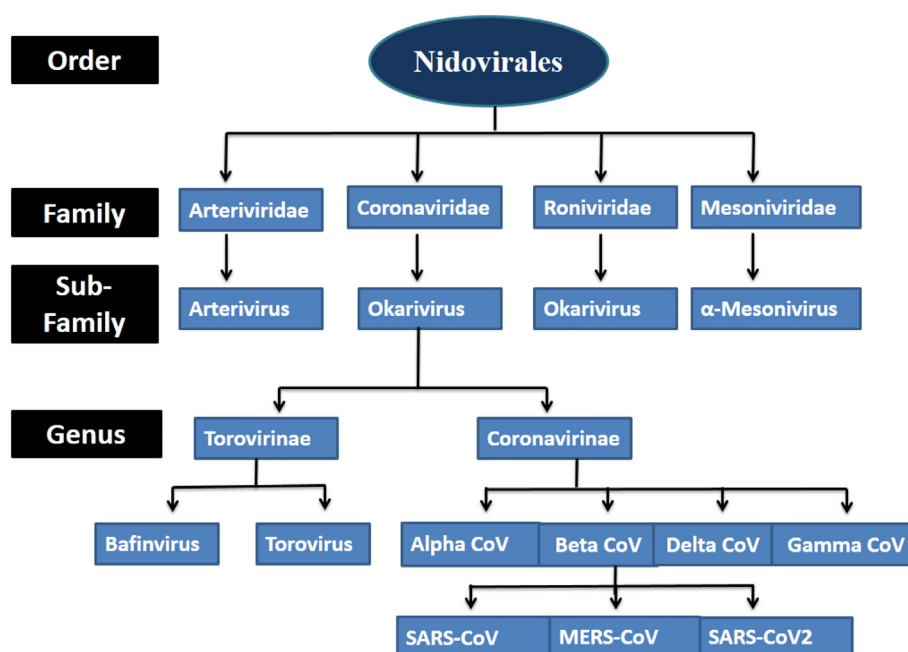 Order
Nidovirales
Family
Arteriviridae
Coronaviridae
Roniviridae
Mesoniviridae
Sub-
Family
Arterivirus
Okarivirus
Okarivirus
α-Mesonivirus
Genus
Torovirinae
Coronavirinae
Bafinvirus
Torovirus
Alpha CoV
Beta CoV
Delta CoV
Gamma CoV
SARS-CoV
MERS-CoV
SARS-CoV2